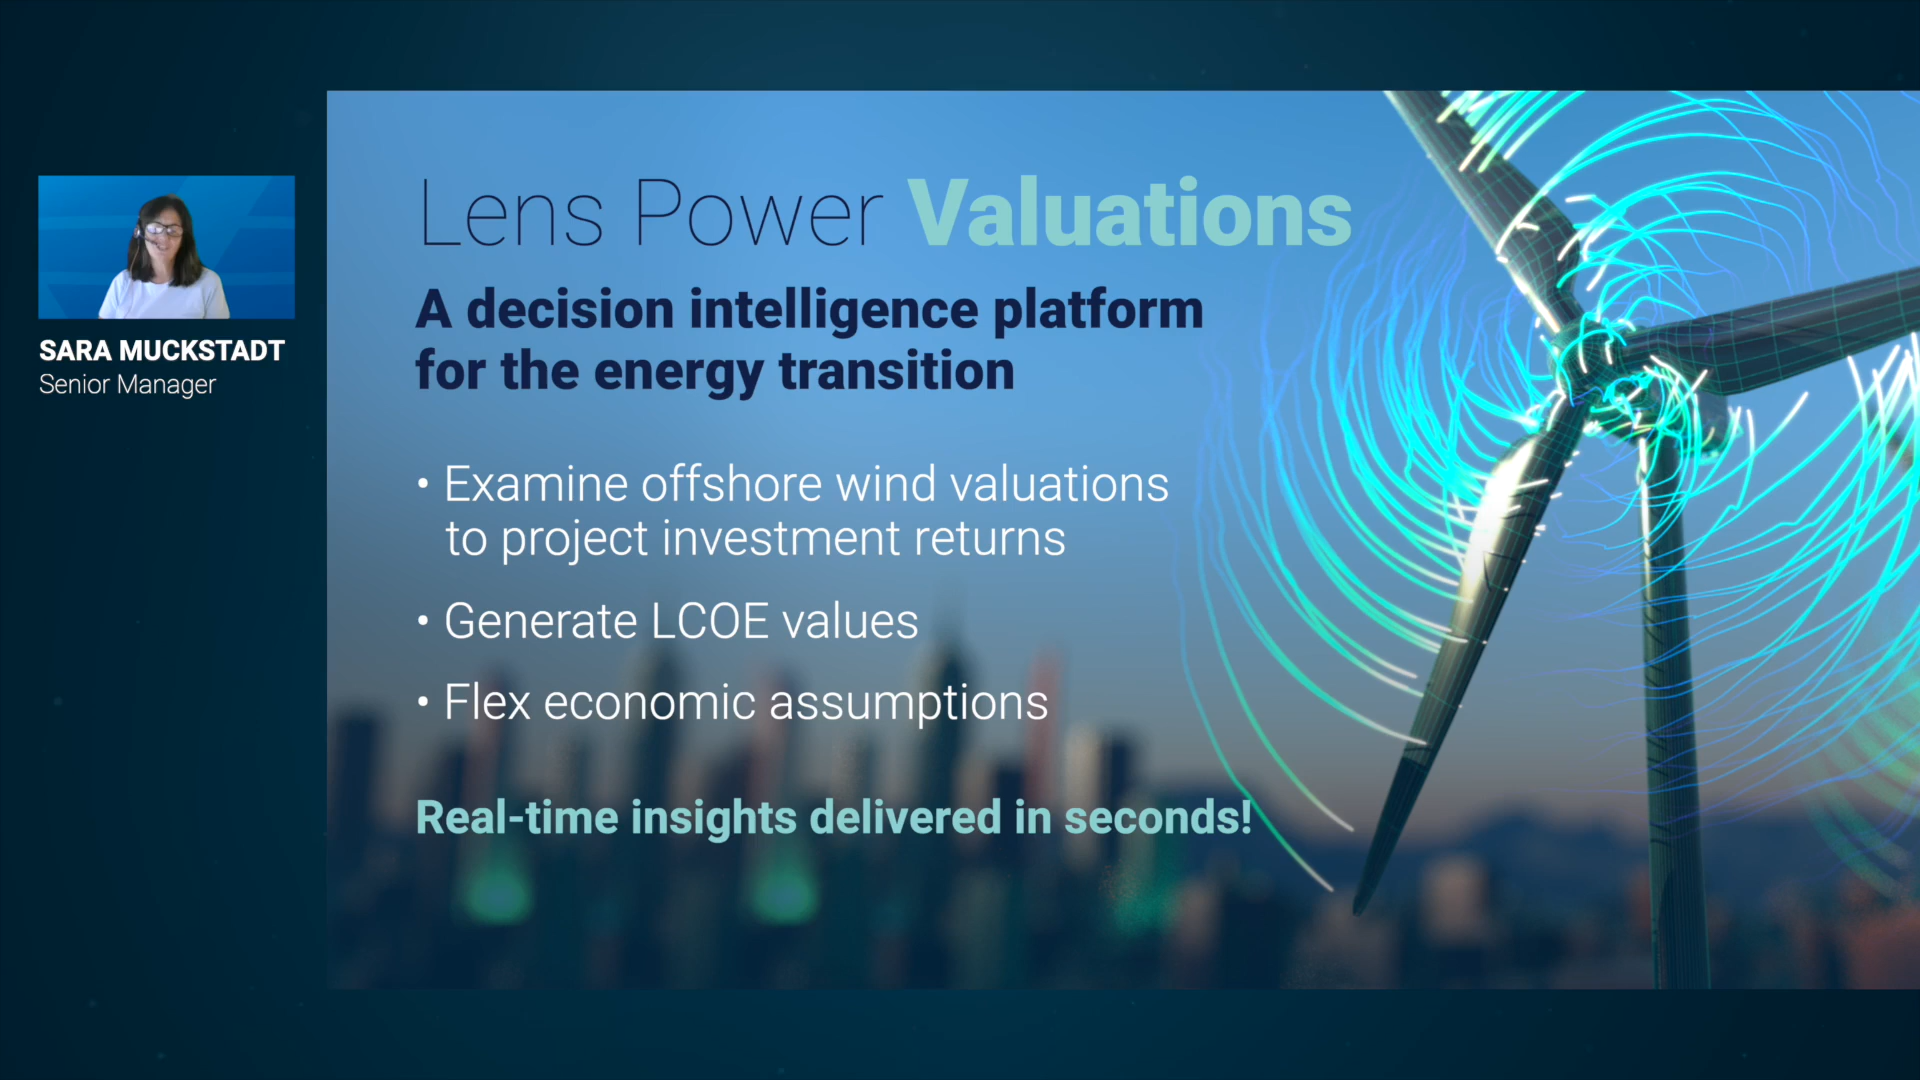 SARA MUCKSTADT
Senior Manager
Lens Power Valuations
A decision intelligence platform
for the energy transition
• Examine offshore wind valuations
to project investment returns
• Generate LCOE values
• Flex economic assumptions
Real-time insights delivered in seconds!